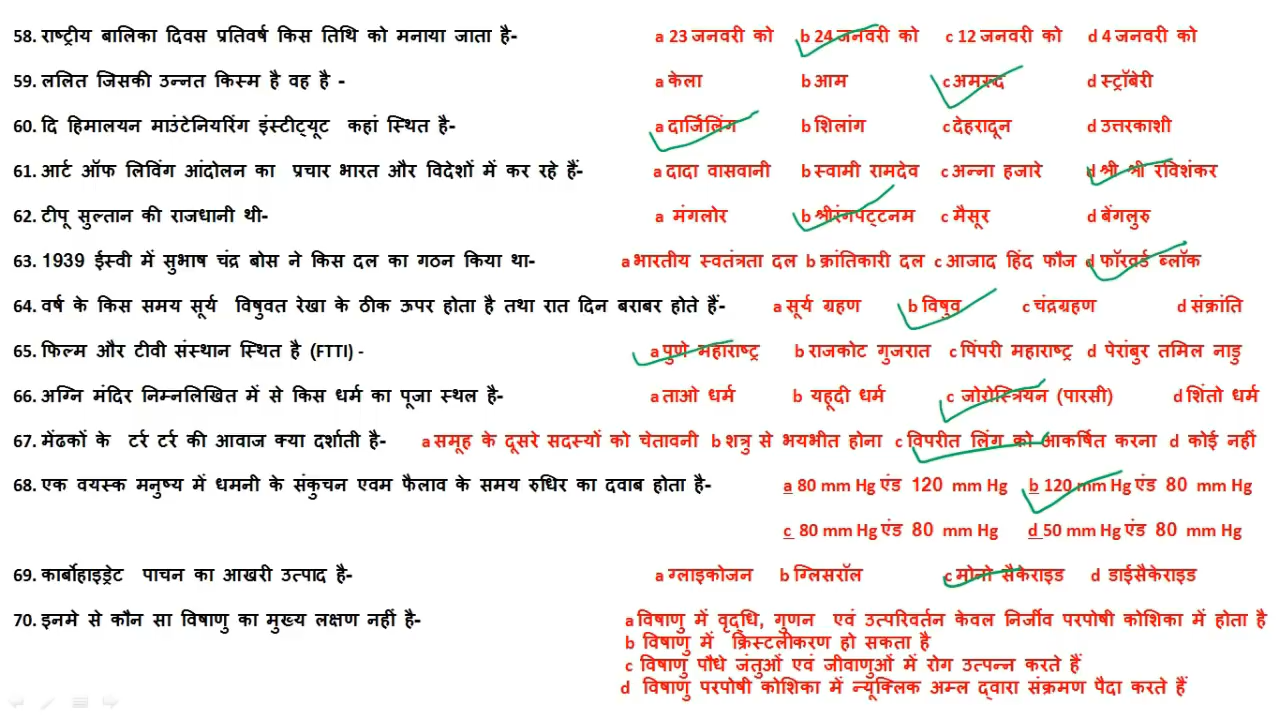 58. राष्ट्रीय बालिका दिवस प्रतिवर्ष किस तिथि को मनाया जाता है- a 23 जनवरी को b 24 जनवरी को c 12 जनवरी को d 4 जनवरी को
59. ललित जिसकी उन्नत किस्म है वह है - a केला b आम c अमरुद d स्ट्रॉबेरी
60. दि हिमालयन माउंटेनियरिंग इंस्टीट्यूट कहां स्थित है- a दार्जिलिंग b शिलांग c देहरादून d उत्तरकाशी
61. आर्ट ऑफ लिविंग आंदोलन का प्रचार भारत और विदेशों में कर रहे हैं- a दादा वासवानी b स्वामी रामदेव c अन्ना हजारे d श्री श्री रविशंकर
62. टीपू सुल्तान की राजधानी थी- a मंगलोर b श्रीरंगपट्टनम c मैसूर d बेंगलुरु
63. 1939 ईस्वी में सुभाष चंद्र बोस ने किस दल का गठन किया था- a भारतीय स्वतंत्रता दल b क्रांतिकारी दल c आजाद हिंद फौज d फॉरवर्ड ब्लॉक
64. वर्ष के किस समय सूर्य विषुवत रेखा के ठीक ऊपर होता है तथा रात दिन बराबर होते हैं- a सूर्य ग्रहण b विषुव c चंद्रग्रहण d संक्रांति
65. फिल्म और टीवी संस्थान स्थित है (FTTI) - a पुणे महाराष्ट्र b राजकोट गुजरात c पिंपरी महाराष्ट्र d पेरांबुर तमिल नाडु
66. अग्नि मंदिर निम्नलिखित में से किस धर्म का पूजा स्थल है- a ताओ धर्म b यहूदी धर्म c जोरोस्त्रियन (पारसी) d शिंतो धर्म
67. मेंढकों के टर्र टर्र की आवाज क्या दर्शाती है- a समूह के दूसरे सदस्यों को चेतावनी b शत्रु से भयभीत होना c विपरीत लिंग को आकर्षित करना d कोई नहीं
68. एक वयस्क मनुष्य में धमनी के संकुचन एवम फैलाव के समय रुधिर का दवाब होता है- a 80 mm Hg एंड 120 mm Hg b 120 mm Hg एंड 80 mm Hg
c 80 mm Hg एंड 80 mm Hg d 50 mm Hg एंड 80 mm Hg
69. कार्बोहाइड्रेट पाचन का आखरी उत्पाद है- a ग्लाइकोजन b ग्लिसरॉल c मोनो सैकेराइड d डाईसैकेराइड
70. इनमे से कौन सा विषाणु का मुख्य लक्षण नहीं है- a विषाणु में वृद्धि, गुणन एवं उत्परिवर्तन केवल निर्जीव परपोषी कोशिका में होता है
b विषाणु में क्रिस्टलीकरण हो सकता है
c विषाणु पौधे जंतुओं एवं जीवाणुओं में रोग उत्पन्न करते हैं
d विषाणु परपोषी कोशिका में न्यूक्लिक अम्ल द्वारा संक्रमण पैदा करते हैं